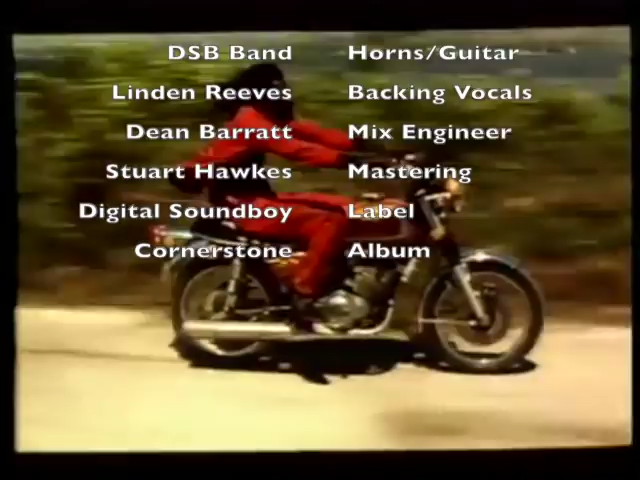 DSB Band Horns/Guitar
Linden Reeves Backing Vocals
Dean Barratt Mix Engineer
Stuart Hawkes Mastering
Digital Soundboy Label
Cornerstone Album